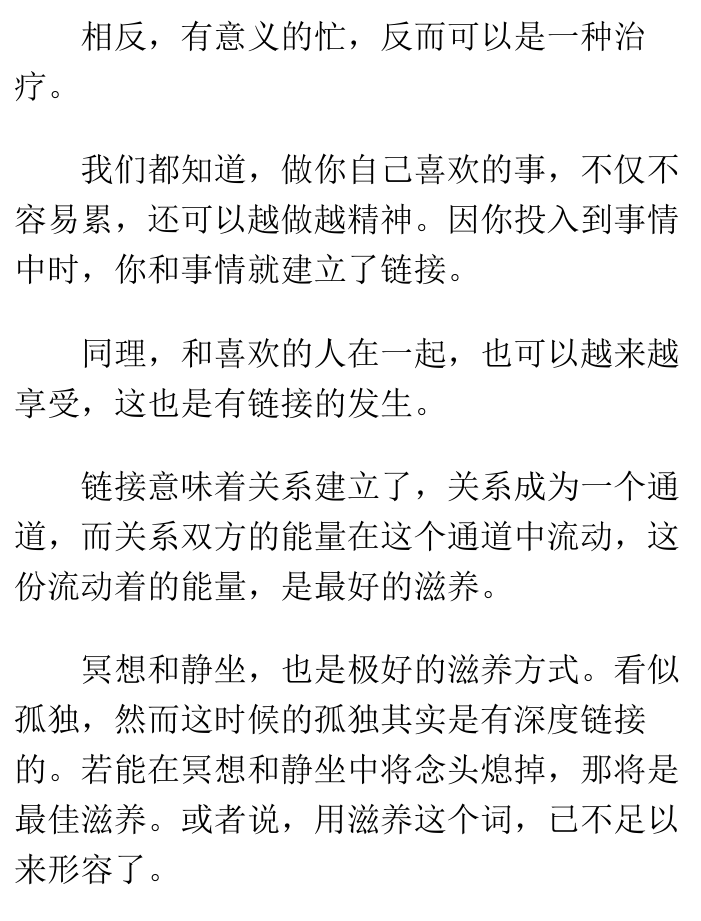 相反，有意义的忙，反而可以是一种治
疗。
我们都知道，做你自己喜欢的事，不仅不
容易累，还可以越做越精神。因你投入到事情
中时，你和事情就建立了链接。
同理，和喜欢的人在一起，也可以越来越
享受，这也是有链接的发生。
链接意味着关系建立了，关系成为一个通
道，而关系双方的能量在这个通道中流动，这
份流动着的能量，是最好的滋养。
冥想和静坐，也是极好的滋养方式。看似
孤独，然而这时候的孤独其实是有深度链接
的。若能在冥想和静坐中将念头熄掉，那将是
最佳滋养。或者说，用滋养这个词，已不足以
来形容了。